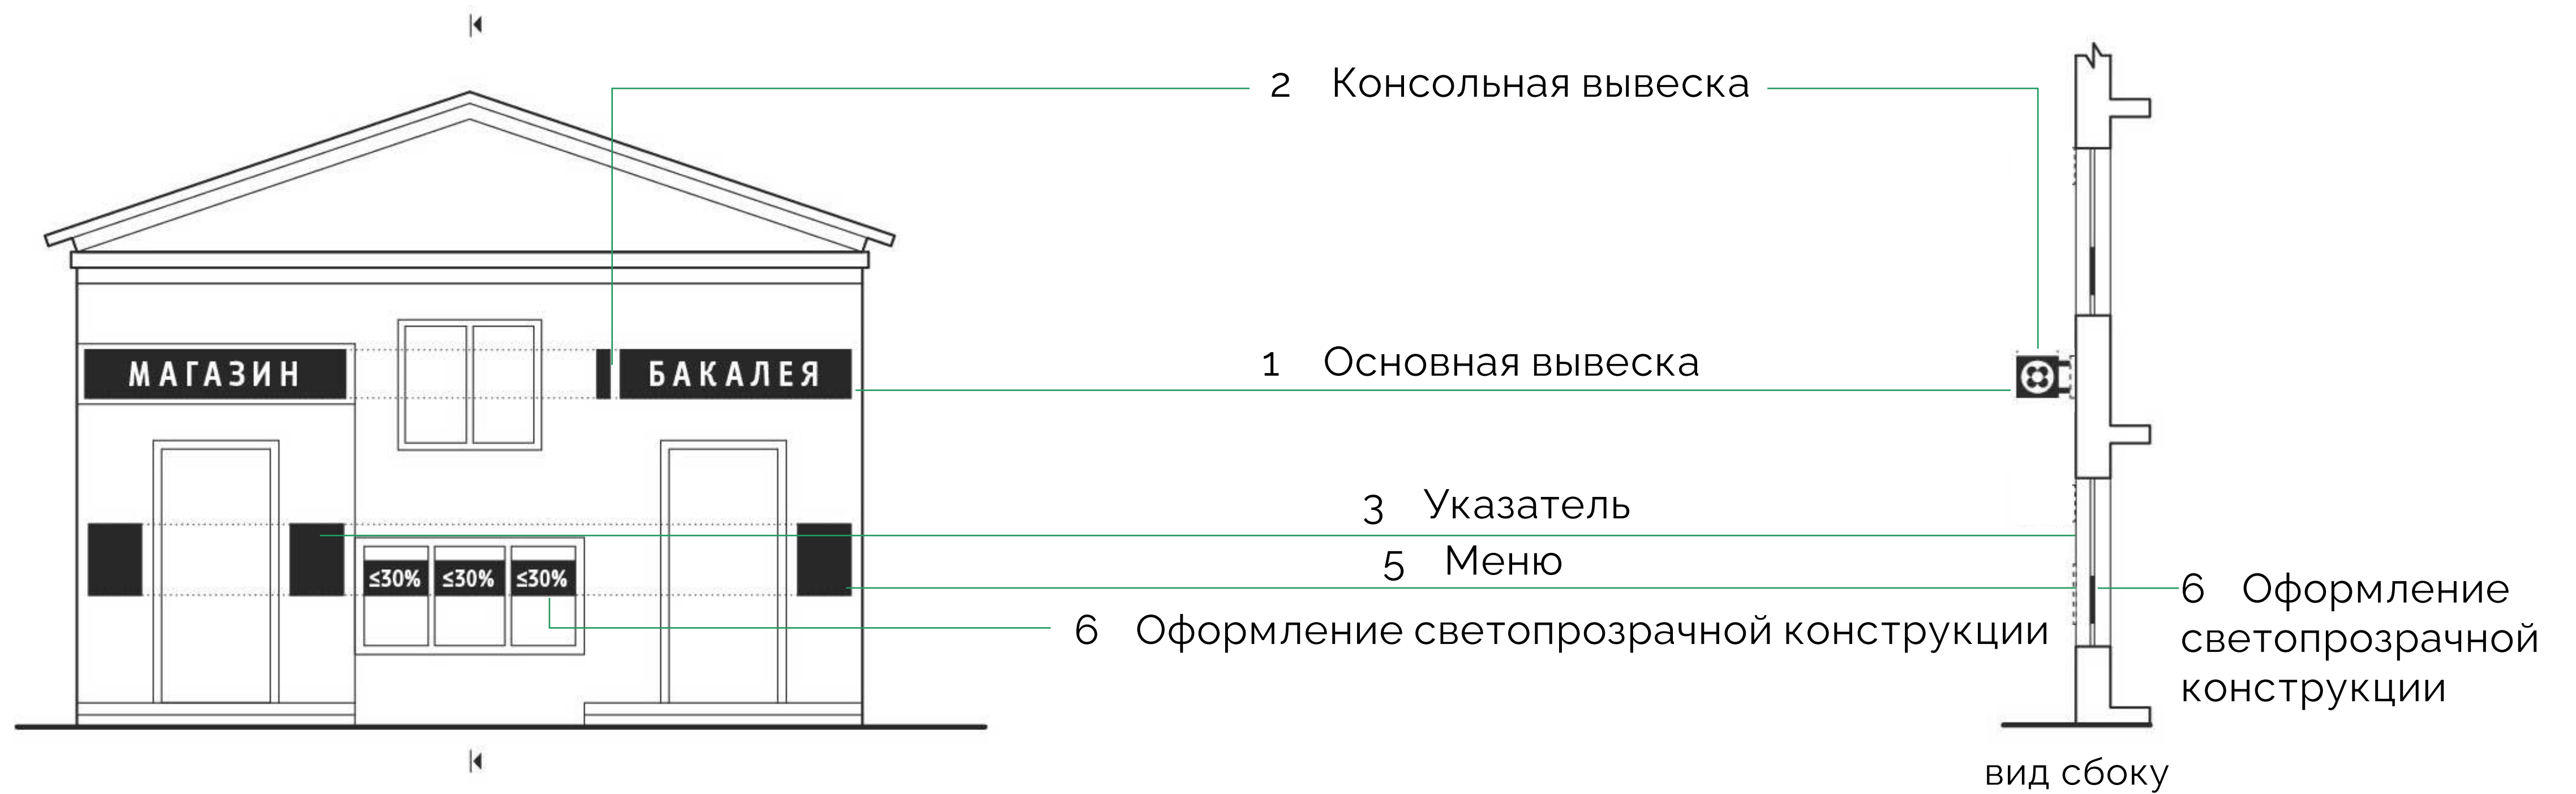 2 Консольная вывеска
МАГАЗИН
БАКАЛЕЯ
1 Основная вывеска
3 Указатель
5 Меню
≤30% ≤30% ≤30%
6 Оформление светопрозрачной конструкции
6 Оформление
светопрозрачной
конструкции
вид сбоку